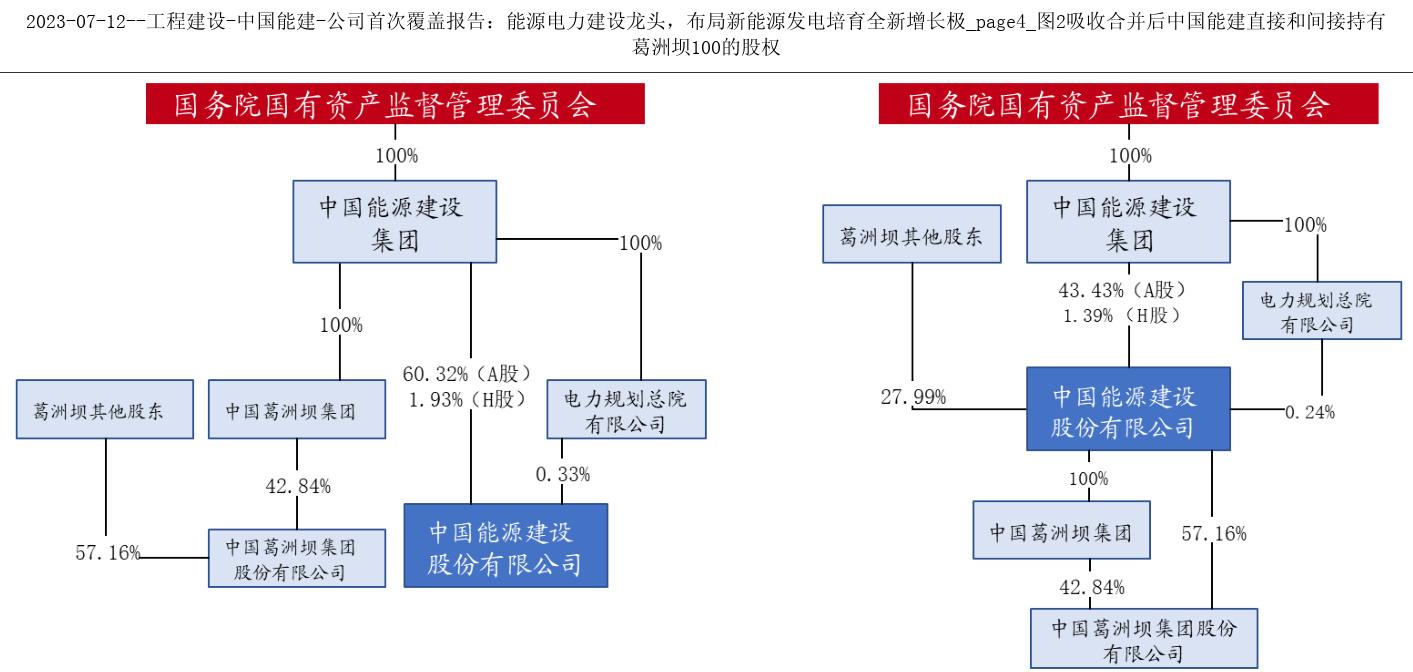 2023-07-12--工程建设-中国能建-公司首次覆盖报告：能源电力建设龙头，布局新能源发电培育全新增长极_page4_图2吸收合并后中国能建直接和间接持有
葛洲坝100的股权
国务院国有资产监督管理委员会
100%
中国能源建设
集团
100%
100%
60.32%（A股）
1.93%（H股）
葛洲坝其他股东
中国葛洲坝集团
电力规划总院
有限公司
42.84%
0.33%
57.16%
中国葛洲坝集团
股份有限公司
中国能源建设
股份有限公司
国务院国有资产监督管理委员会
100%
葛洲坝其他股东
中国能源建设
集团
100%
43.43%（A股）
1.39%（H股）
电力规划总院
有限公司
27.99%
中国能源建设
股份有限公司
0.24%
100%
中国葛洲坝集团
57.16%
42.84%
中国葛洲坝集团股份
有限公司